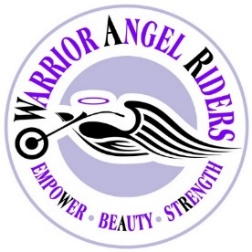 WARRIOR ANGEL RIDERS
EMPOWER • BEAUTY • STRENGTH